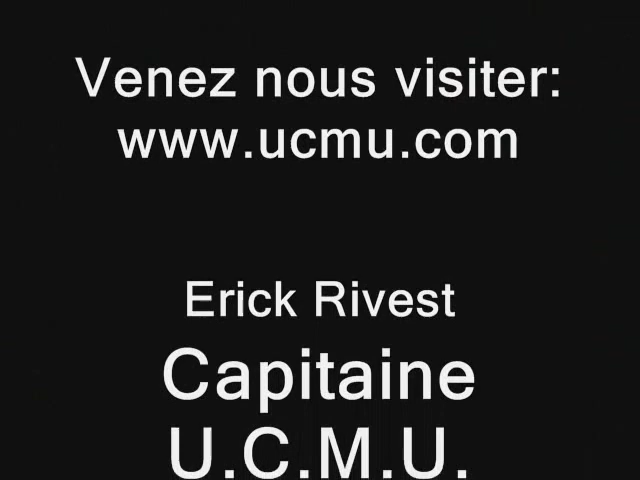 Venez nous visiter:
www.ucmu.com
Erick Rivest
Capitaine
U.C.M.U.